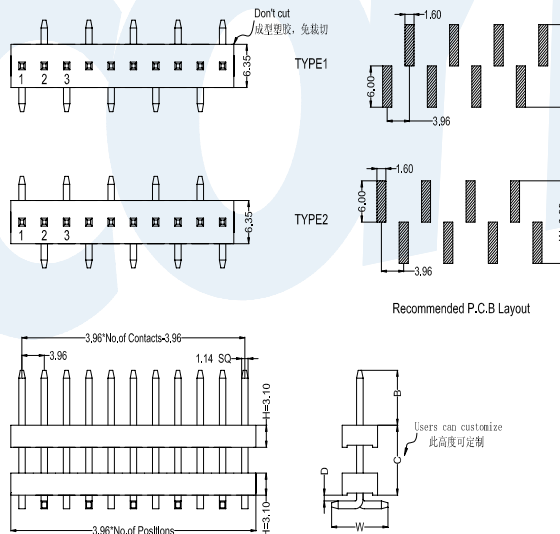 Don't cut
成型塑胶，免裁切
1.60
6.35
TYPE1
1 2 3
6.00
3.96
1.60
6.00
6.35
TYPE2
1 2 3
3.96
Recommended P.C.B Layout
3.96*No.of Contacts-3.96
3.96
1.14 SQ
H=3.10
B
Users can customize
此高度可定制
C
D
W
H=3.10
3.96*No.of Positions